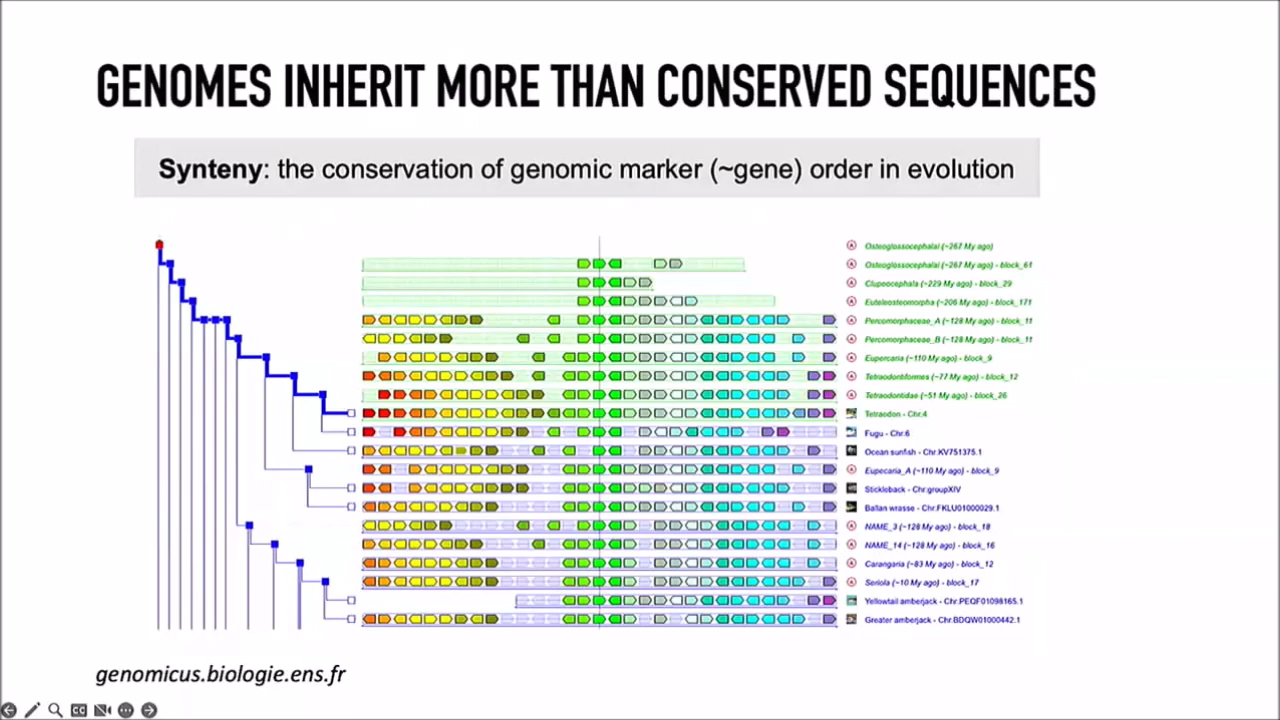 GENOMES INHERIT MORE THAN CONSERVED SEQUENCES
Synteny: the conservation of genomic marker (~gene) order in evolution
Osteoglossocephalai (~267 My ago)
Osteoglossocephalai (~267 My ago) - block_61
Clupeocephala (~229 My ago) - block_29
Euteleosteomorpha (~206 My ago) - block_171
Percomorphaceae_A (~128 My ago) - block_11
Percomorphaceae_B (~128 My ago) - block_11
Eupercaria (~110 My ago) - block_9
Tetraodontiformes (~77 My ago) - block_12
Tetraodontidae (~51 My ago) - block_26
Tetraodon - Chr.4
Fugu - Chr.6
Ocean sunfish - Chr.KV751375.1
Eupecaria_A (~110 My ago) - block_9
Stickleback - Chr.groupXIV
Ballan wrasse - Chr.FKLU01000029.1
NAME_3 (~128 My ago) - block_18
NAME_14 (~128 My ago) - block_16
Carangaria (~83 My ago) - block_12
Seriola (~10 My ago) - block_17
Yellowtail amberjack - Chr.PEQF01098165.1
Greater amberjack - Chr.BDQW01000442.1
genomicus.biologie.ens.fr
CC